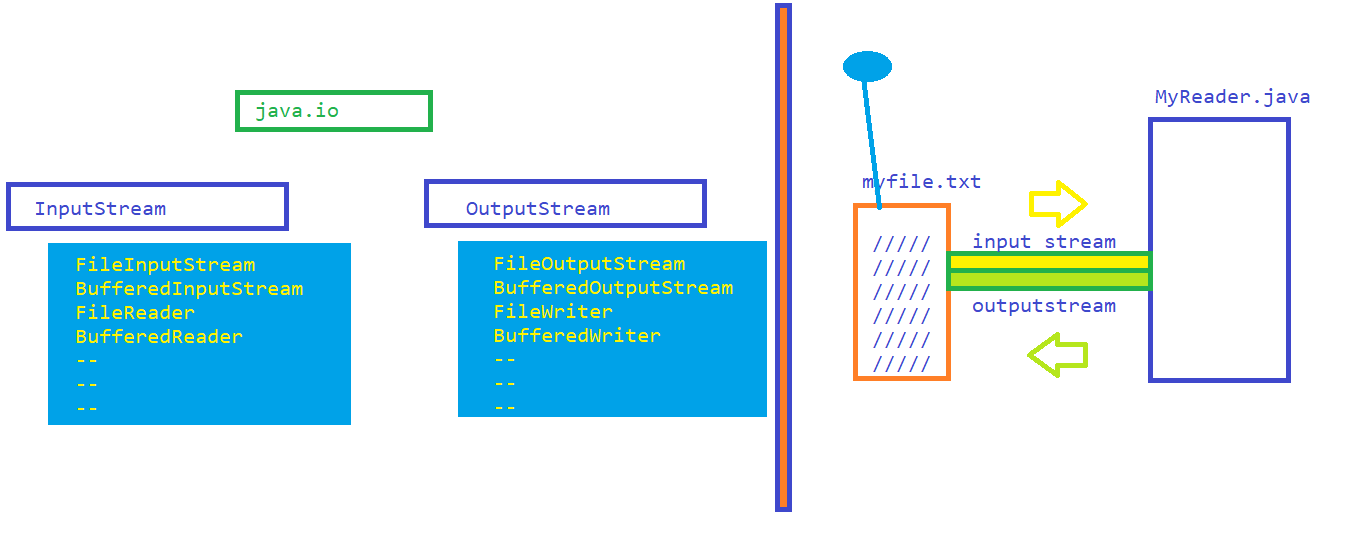 java.io
InputStream
FileInputStream
BufferedInputStream
FileReader
BufferedReader
--
--
--
OutputStream
FileOutputStream
BufferedOutputStream
FileWriter
BufferedWriter
--
--
--
myfile.txt
/////
/////
/////
/////
/////
/////
input stream
outputstream
MyReader.java